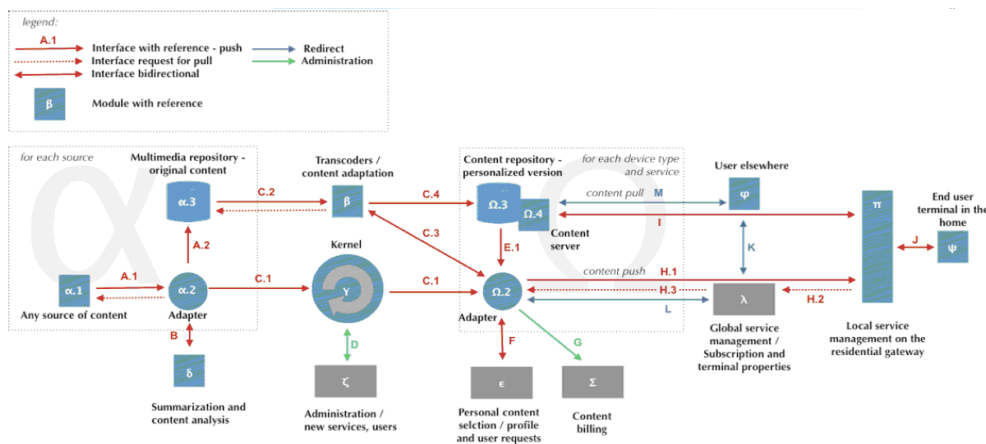 legend:
A.1
Interface with reference - push
Interface request for pull
Interface bidirectional
Redirect
Administration
β
Module with reference
for each source
Multimedia repository -
original content
Transcoders /
content adaptation
Content repository -
personalized version
for each device type
and service
User elsewhere
α.3
C.2
β
C.4
Ω.3
Ω.4
content pull
M
φ
I
Content
server
π
End user
terminal in the
home
J
ψ
A.2
C.3
E.1
K
Kernel
A.1
α.1
α.2
C.1
γ
C.1
Ω.2
content push
H.1
H.3
H.2
L
λ
Any source of content
Adapter
Adapter
B
D
F
G
Global service
management /
Subscription and
terminal properties
Local service
management on the
residential gateway
δ
ζ
ε
Σ
Summarization and
content analysis
Administration /
new services, users
Personal content
selction / profile
and user requests
Content
billing
α
Ω